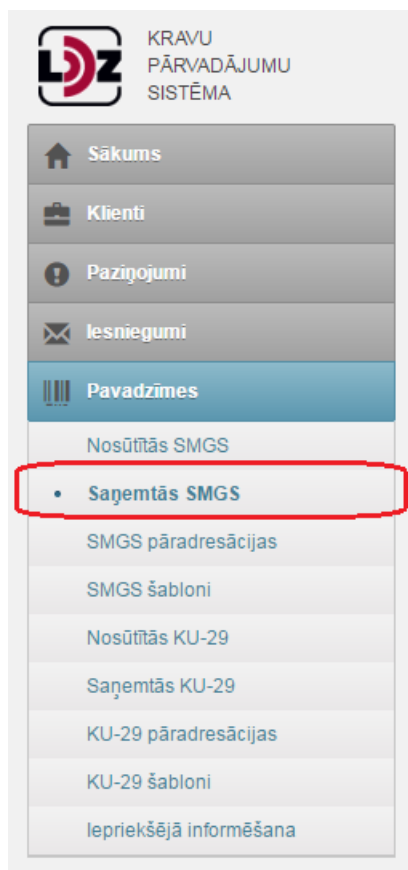 LDZ
KRAVU
PĀRVADĀJUMU
SISTĒMA
Sākums
Klienti
Paziņojumi
Iesniegumi
Pavadzīmes
Nosūtītās SMGS
Saņemtās SMGS
SMGS pāradresācijas
SMGS šabloni
Nosūtītās KU-29
Saņemtās KU-29
KU-29 pāradresācijas
KU-29 šabloni
Iepriekšējā informēšana